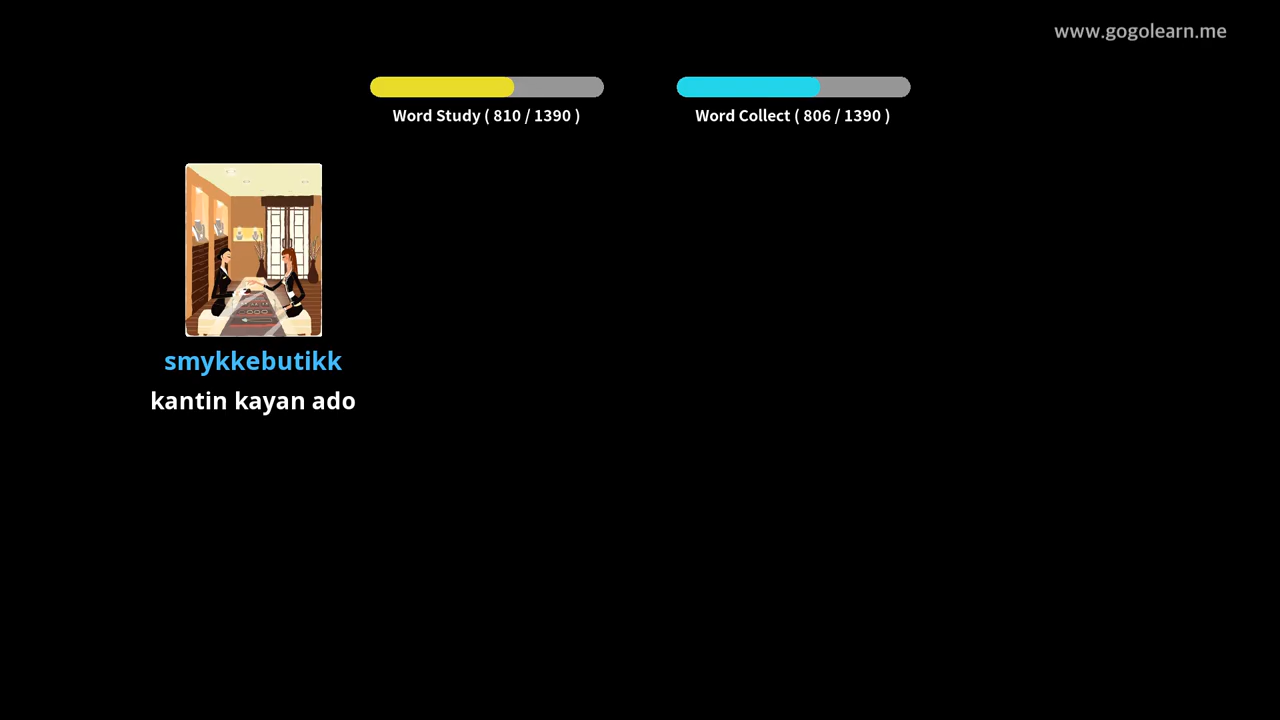 www.gogolearn.me
Word Study ( 810 / 1390 )
Word Collect ( 806 / 1390 )
smykkebutikk
kantin kayan ado